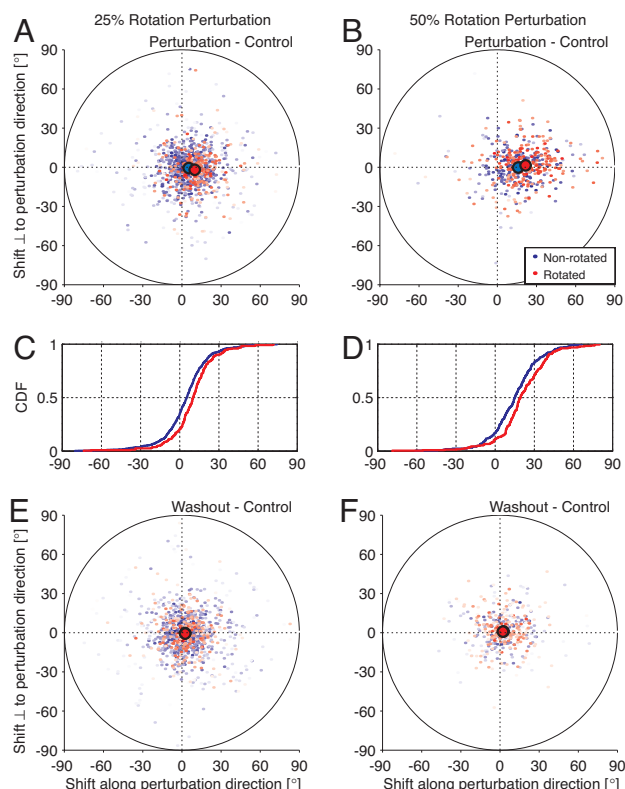 A 25% Rotation Perturbation B 50% Rotation Perturbation
Perturbation - Control Perturbation - Control
Shift ⊥ to perturbation direction [°]
90
60
30
0
-30
-60
-90
-90 -60 -30 0 30 60 90
90
60
30
0
-30
-60
-90
-90 -60 -30 0 30 60 90
Non-rotated
Rotated
C
CDF
1
0.5
0
-90 -60 -30 0 30 60 90
D
1
0.5
0
-90 -60 -30 0 30 60 90
E Washout - Control
Shift ⊥ to perturbation direction [°]
90
60
30
0
-30
-60
-90
-90 -60 -30 0 30 60 90
Shift along perturbation direction [°]
F Washout - Control
90
60
30
0
-30
-60
-90
-90 -60 -30 0 30 60 90
Shift along perturbation direction [°]